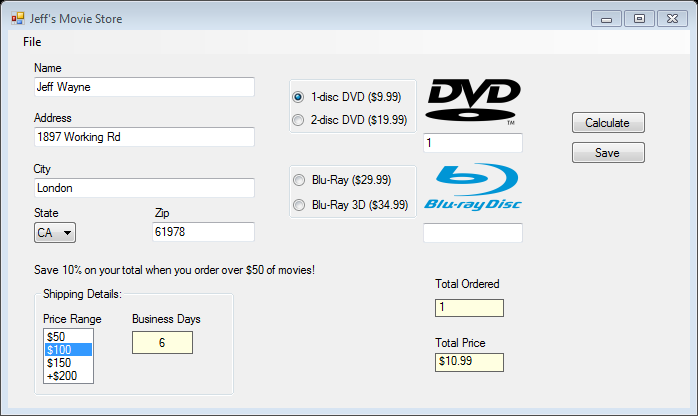 Jeff's Movie Store
File
Name
Jeff Wayne
Address
1897 Working Rd
City
London
State
Zip
CA
61978
1-disc DVD ($9.99)
2-disc DVD ($19.99)
DVD
TM
1
Blu-Ray ($29.99)
Blu-Ray 3D ($34.99)
Blu-ray Disc
Calculate
Save
Save 10% on your total when you order over $50 of movies!
Shipping Details:
Price Range
Business Days
$50
$100
$150
+$200
6
Total Ordered
1
Total Price
$10.99